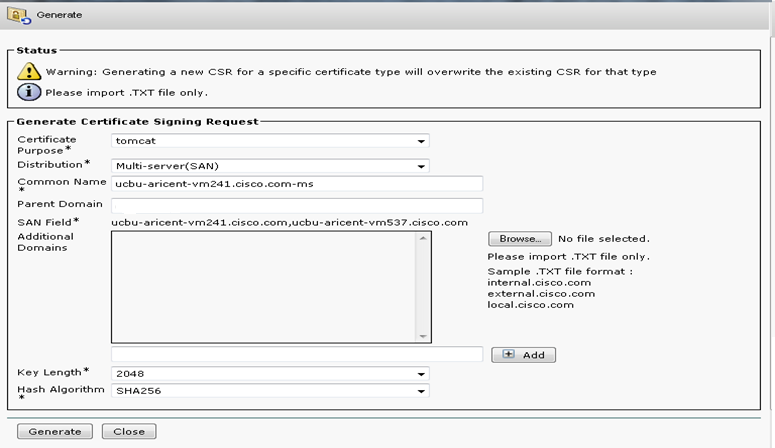 Generate
Status
Warning: Generating a new CSR for a specific certificate type will overwrite the existing CSR for that type
Please import .TXT file only.
Generate Certificate Signing Request
Certificate Purpose* tomcat
Distribution* Multi-server(SAN)
Common Name * ucbu-aricent-vm241.cisco.com-ms
Parent Domain
SAN Field* ucbu-aricent-vm241.cisco.com,ucbu-aricent-vm537.cisco.com
Additional Domains
Browse... No file selected.
Please import .TXT file only.
Sample .TXT file format :
internal.cisco.com
external.cisco.com
local.cisco.com
Add
Key Length* 2048
Hash Algorithm * SHA256
Generate Close